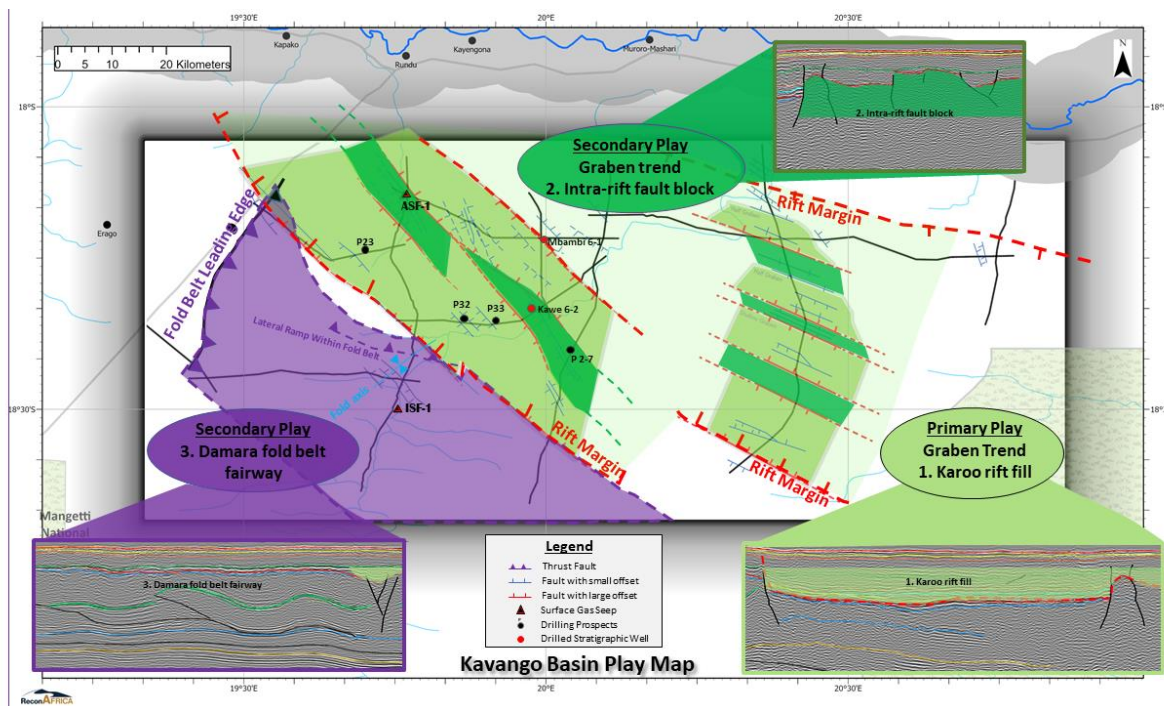 19°30'E
20°E
20°30'E
0 5 10 20 Kilometers
Kapako
Rundu
Kayengona
Muroro-Mashari
N
18°S
18°S
2. Intra-rift fault block
Secondary Play
Graben trend
2. Intra-rift fault block
Rift Margin
Erago
Fold Belt Leading Edge
ASF-1
P23
Mbambi 6-1
P32
P33
Kawe 6-2
P 2-7
Lateral Ramp Within Fold Belt
Fold axis
ISF-1
18°30'S
Rift Margin
Rift Margin
Secondary Play
3. Damara fold belt
fairway
Primary Play
Graben Trend
1. Karoo rift fill
Mangetti
National
3. Damara fold belt fairway
Legend
Thrust Fault
Fault with small offset
Fault with large offset
Surface Gas Seep
P
Drilling Prospects
Drilled Stratigraphic Well
1. Karoo rift fill
Kavango Basin Play Map
ReconAFRICA
19°30'E
20°E
20°30'E